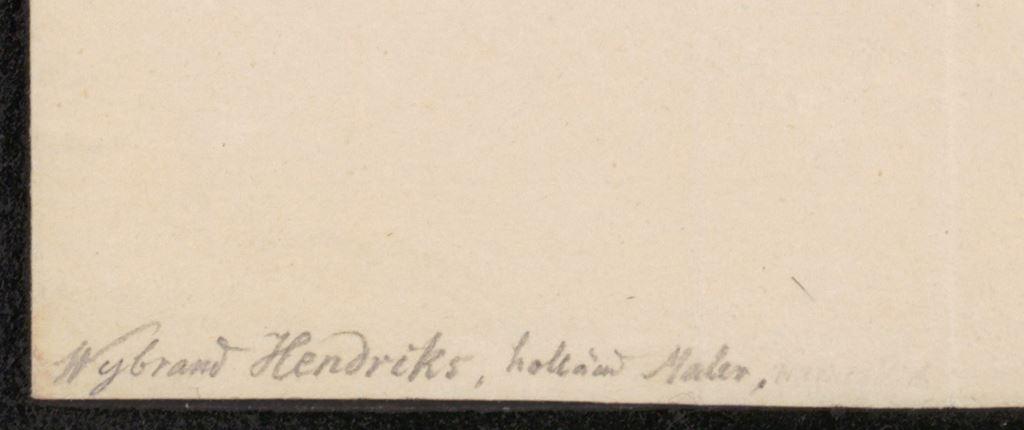 Wybrand Hendriks, holländ Maler,